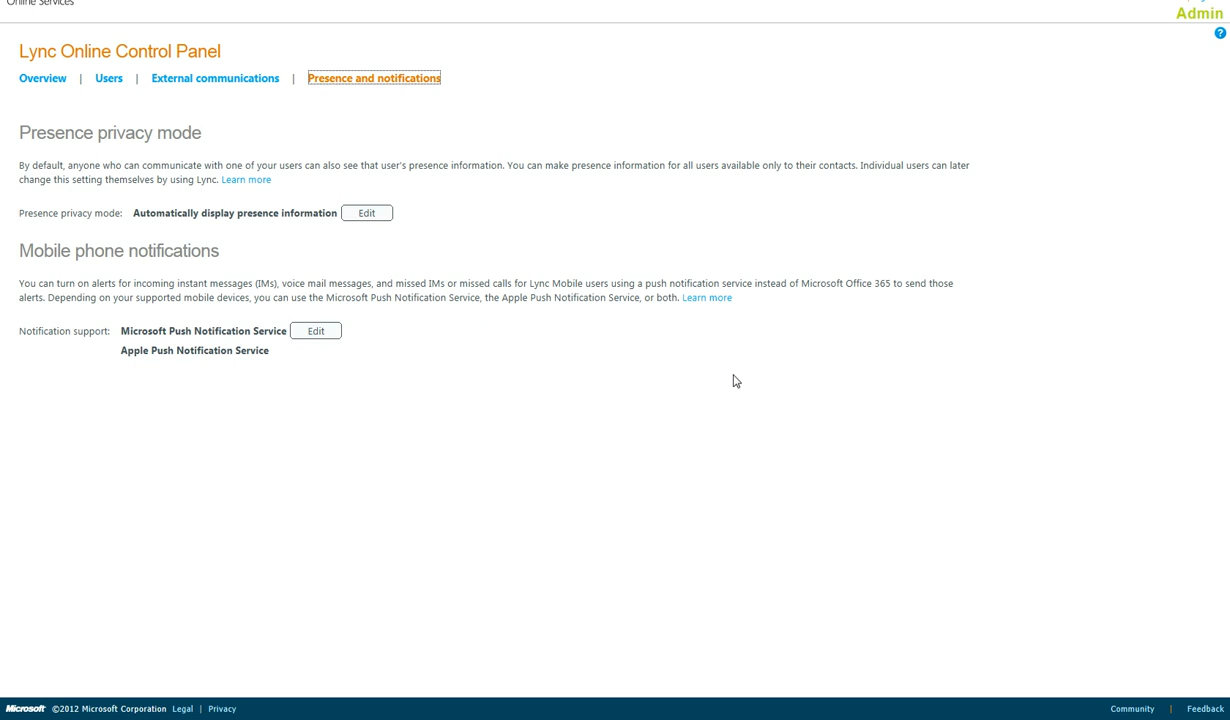 Online Services
Admin
Lync Online Control Panel
Overview | Users | External communications | Presence and notifications
Presence privacy mode
By default, anyone who can communicate with one of your users can also see that user's presence information. You can make presence information for all users available only to their contacts. Individual users can later
change this setting themselves by using Lync. Learn more
Presence privacy mode: Automatically display presence information Edit
Mobile phone notifications
You can turn on alerts for incoming instant messages (IMs), voice mail messages, and missed IMs or missed calls for Lync Mobile users using a push notification service instead of Microsoft Office 365 to send those
alerts. Depending on your supported mobile devices, you can use the Microsoft Push Notification Service, the Apple Push Notification Service, or both. Learn more
Notification support: Microsoft Push Notification Service Edit
Apple Push Notification Service
Microsoft ©2012 Microsoft Corporation Legal | Privacy Community | Feedback